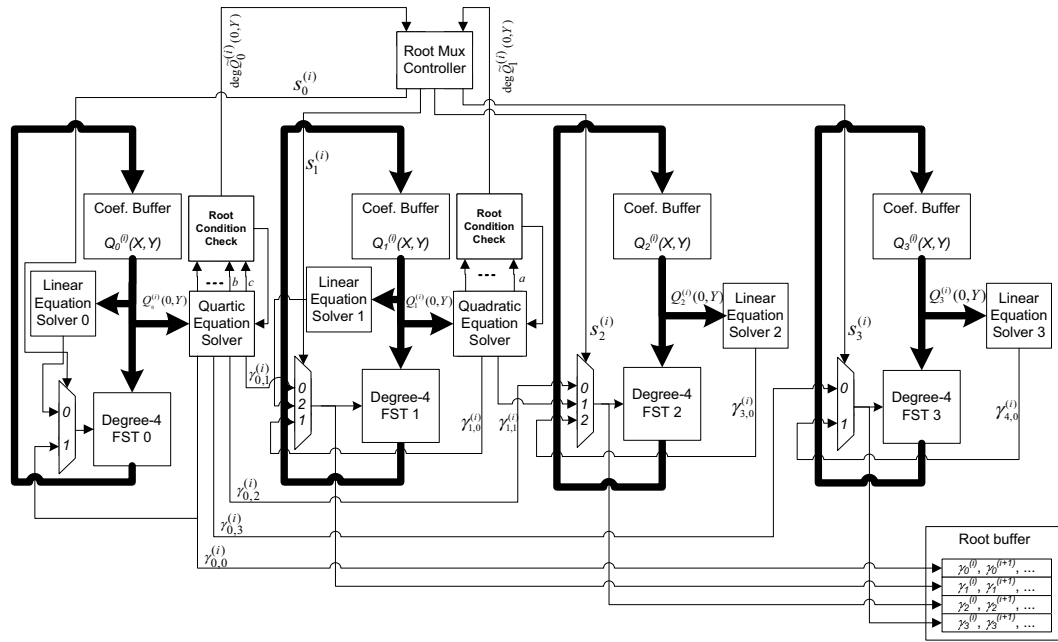 Root Mux
Controller
deg Q̃₀⁽ⁱ⁾(0,Y)
deg Q̃₁⁽ⁱ⁾(0,Y)
s₀⁽ⁱ⁾
s₁⁽ⁱ⁾
s₂⁽ⁱ⁾
s₃⁽ⁱ⁾
Coef. Buffer
Q₀⁽ⁱ⁾(X,Y)
Root
Condition
Check
Coef. Buffer
Q₁⁽ⁱ⁾(X,Y)
Root
Condition
Check
Coef. Buffer
Q₂⁽ⁱ⁾(X,Y)
Coef. Buffer
Q₃⁽ⁱ⁾(X,Y)
Linear
Equation
Solver 0
Q₀⁽ⁱ⁾(0,Y)
--- b c
Quartic
Equation
Solver
Linear
Equation
Solver 1
Q₁⁽ⁱ⁾(0,Y)
--- a
Quadratic
Equation
Solver
Q₂⁽ⁱ⁾(0,Y)
Linear
Equation
Solver 2
Q₃⁽ⁱ⁾(0,Y)
Linear
Equation
Solver 3
0
1
Degree-4
FST 0
γ₀,₁⁽ⁱ⁾
0
2
1
Degree-4
FST 1
γ₁,₀⁽ⁱ⁾
γ₁,₁⁽ⁱ⁾
0
1
2
Degree-4
FST 2
γ₃,₀⁽ⁱ⁾
0
1
Degree-4
FST 3
γ₄,₀⁽ⁱ⁾
γ₀,₂⁽ⁱ⁾
γ₀,₃⁽ⁱ⁾
γ₀,₀⁽ⁱ⁾
Root buffer
γ₀⁽ⁱ⁾, γ₀⁽ⁱ⁺¹⁾, ...
γ₁⁽ⁱ⁾, γ₁⁽ⁱ⁺¹⁾, ...
γ₂⁽ⁱ⁾, γ₂⁽ⁱ⁺¹⁾, ...
γ₃⁽ⁱ⁾, γ₃⁽ⁱ⁺¹⁾, ...